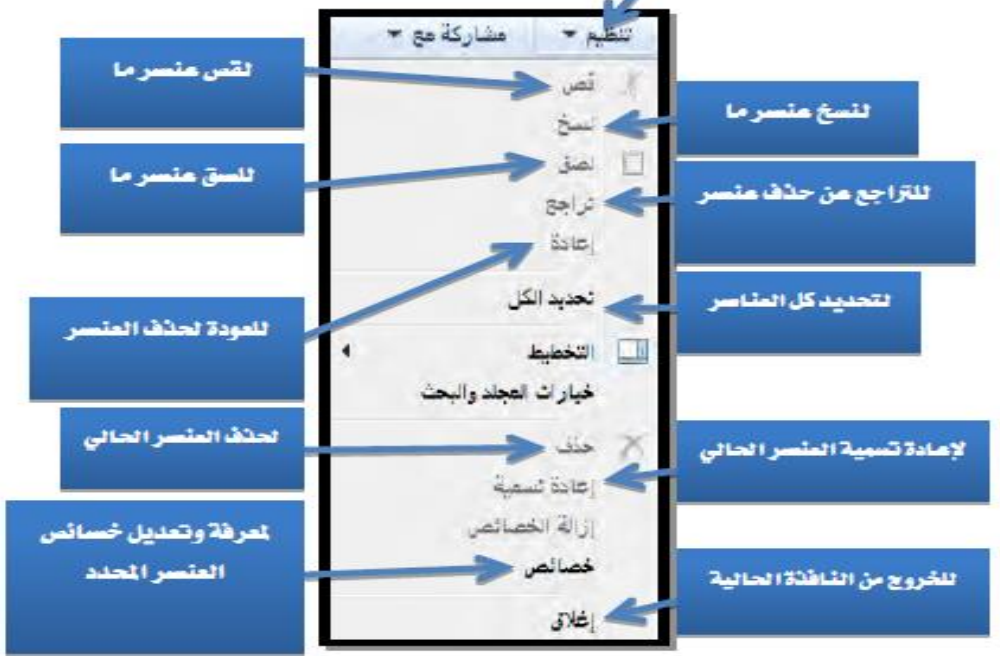 تنظيم
مشاركة مع
قص
نسخ
لصق
تراجع
إعادة
تحديد الكل
التخطيط
خيارات المجلد والبحث
حذف
إعادة تسمية
إزالة الخصائص
خصائص
إغلاق
لنسخ عنصر ما
للتراجع عن حذف عنصر
لتحديد كل العناصر
لإعادة تسمية العنصر الحالي
للخروج من النافذة الحالية
لقص عنصر ما
للصق عنصر ما
للعودة لحذف العنصر
لحذف العنصر الحالي
لمعرفة وتعديل خصائص
العنصر المحدد